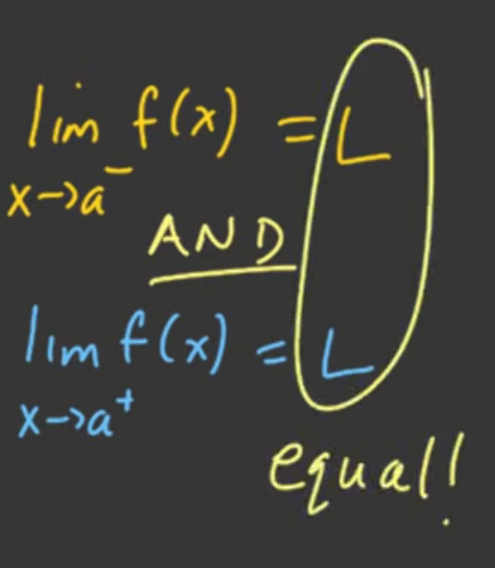 lim f(x) = L
x→a⁻
AND
lim f(x) = L
x→a⁺
equal!